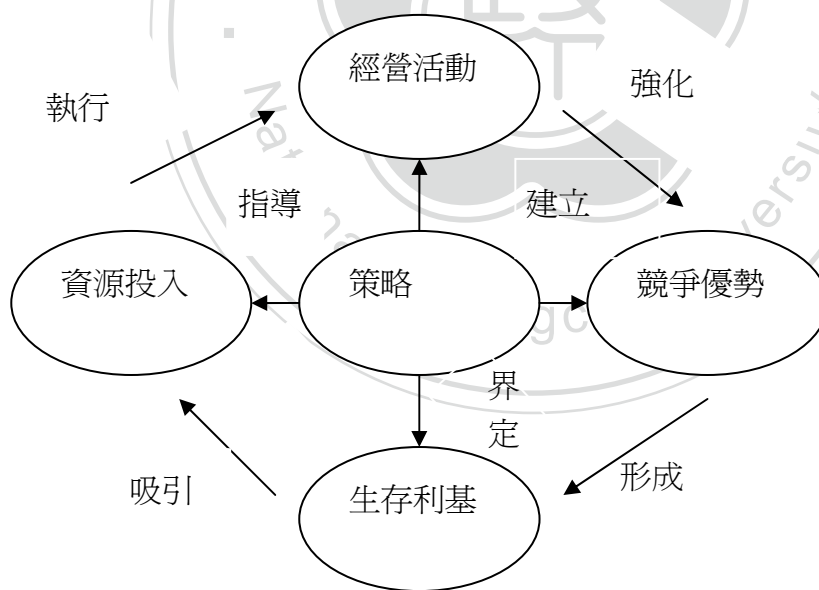 經營活動
強化
執行
指導
建立
資源投入
策略
競爭優勢
界
定
吸引
生存利基
形成